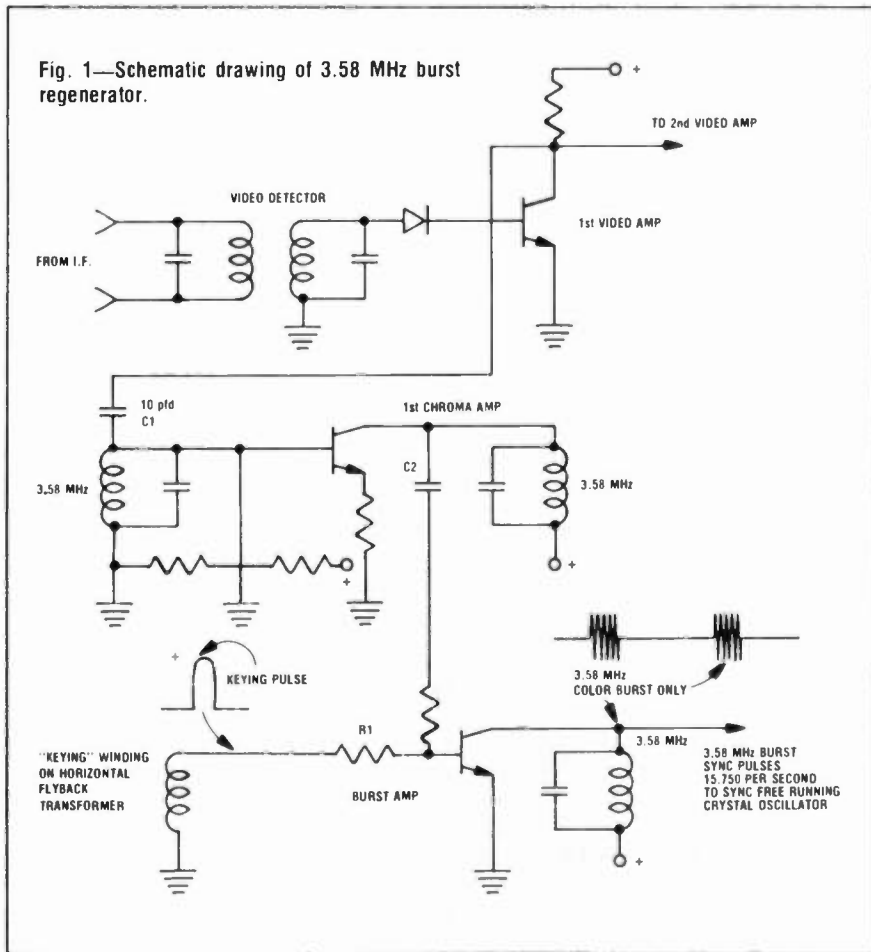 Fig. 1—Schematic drawing of 3.58 MHz burst
regenerator.
+
TO 2nd VIDEO AMP
VIDEO DETECTOR
1st VIDEO AMP
FROM I.F.
10 pfd
C1
1st CHROMA AMP
C2
3.58 MHz
3.58 MHz
+
+
+
KEYING PULSE
3.58 MHz
COLOR BURST ONLY
3.58 MHz
R1
"KEYING" WINDING
ON HORIZONTAL
FLYBACK
TRANSFORMER
BURST AMP
3.58 MHz BURST
SYNC PULSES
15.750 PER SECOND
TO SYNC FREE RUNNING
CRYSTAL OSCILLATOR
+